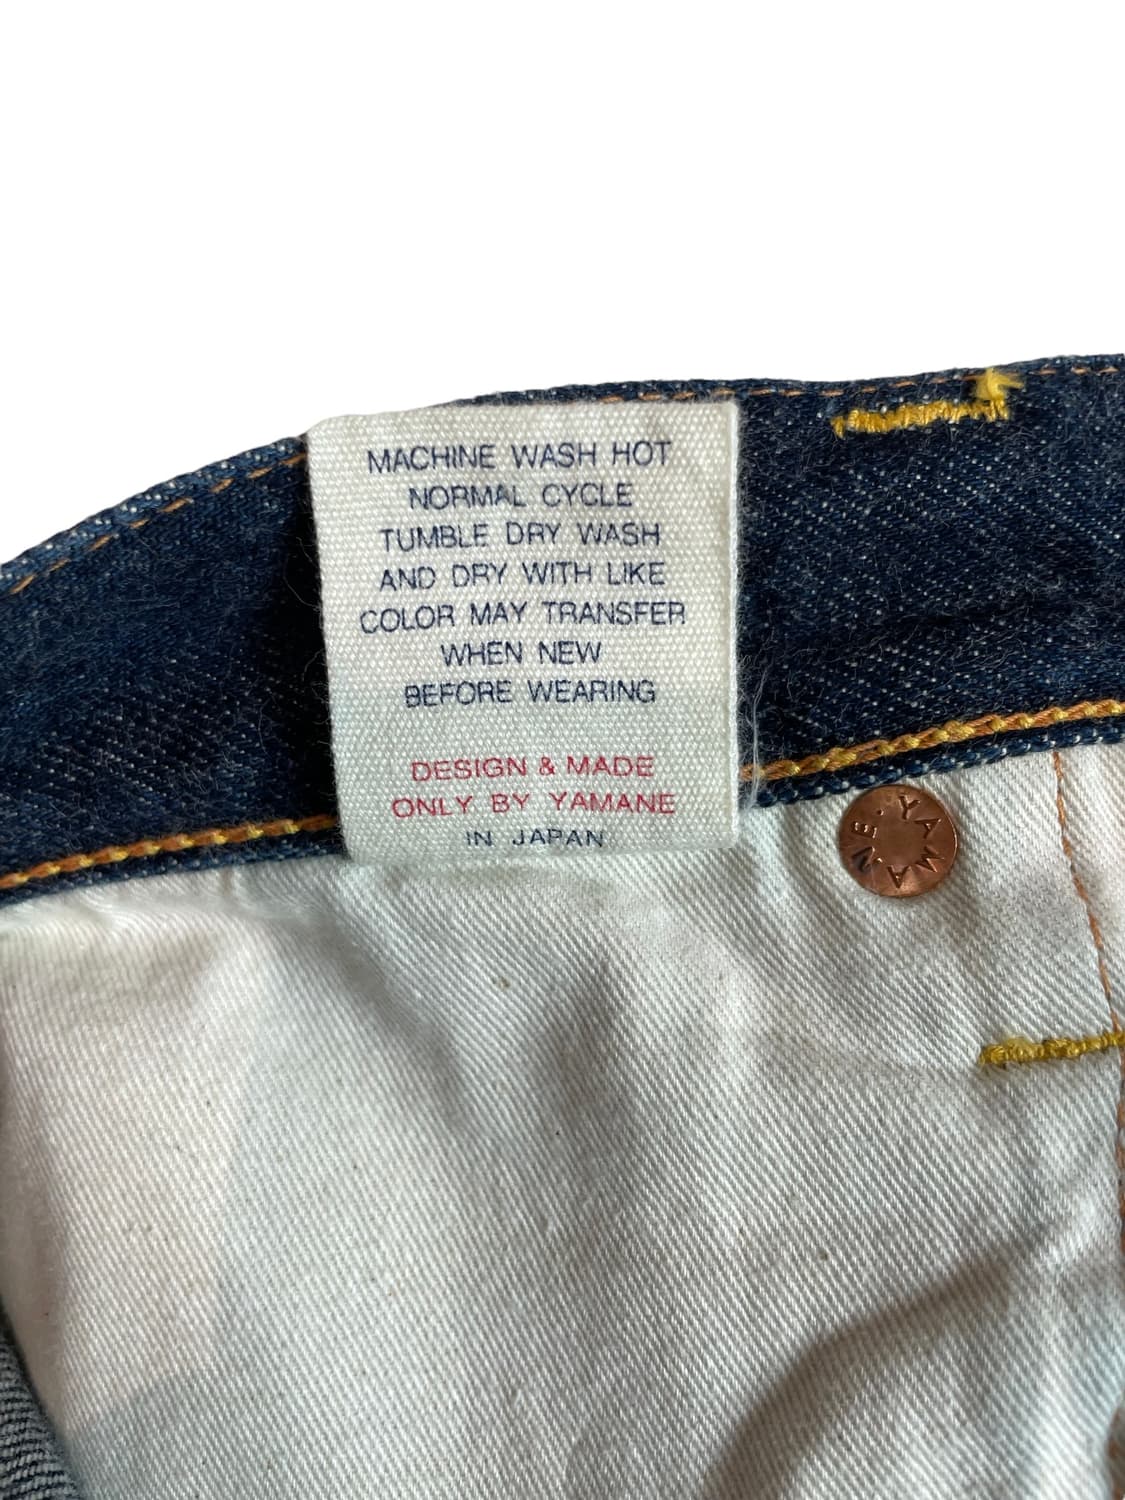 MACHINE WASH HOT
NORMAL CYCLE
TUMBLE DRY WASH
AND DRY WITH LIKE
COLOR MAY TRANSFER
WHEN NEW
BEFORE WEARING
DESIGN & MADE
ONLY BY YAMANE
IN JAPAN
YAMANE